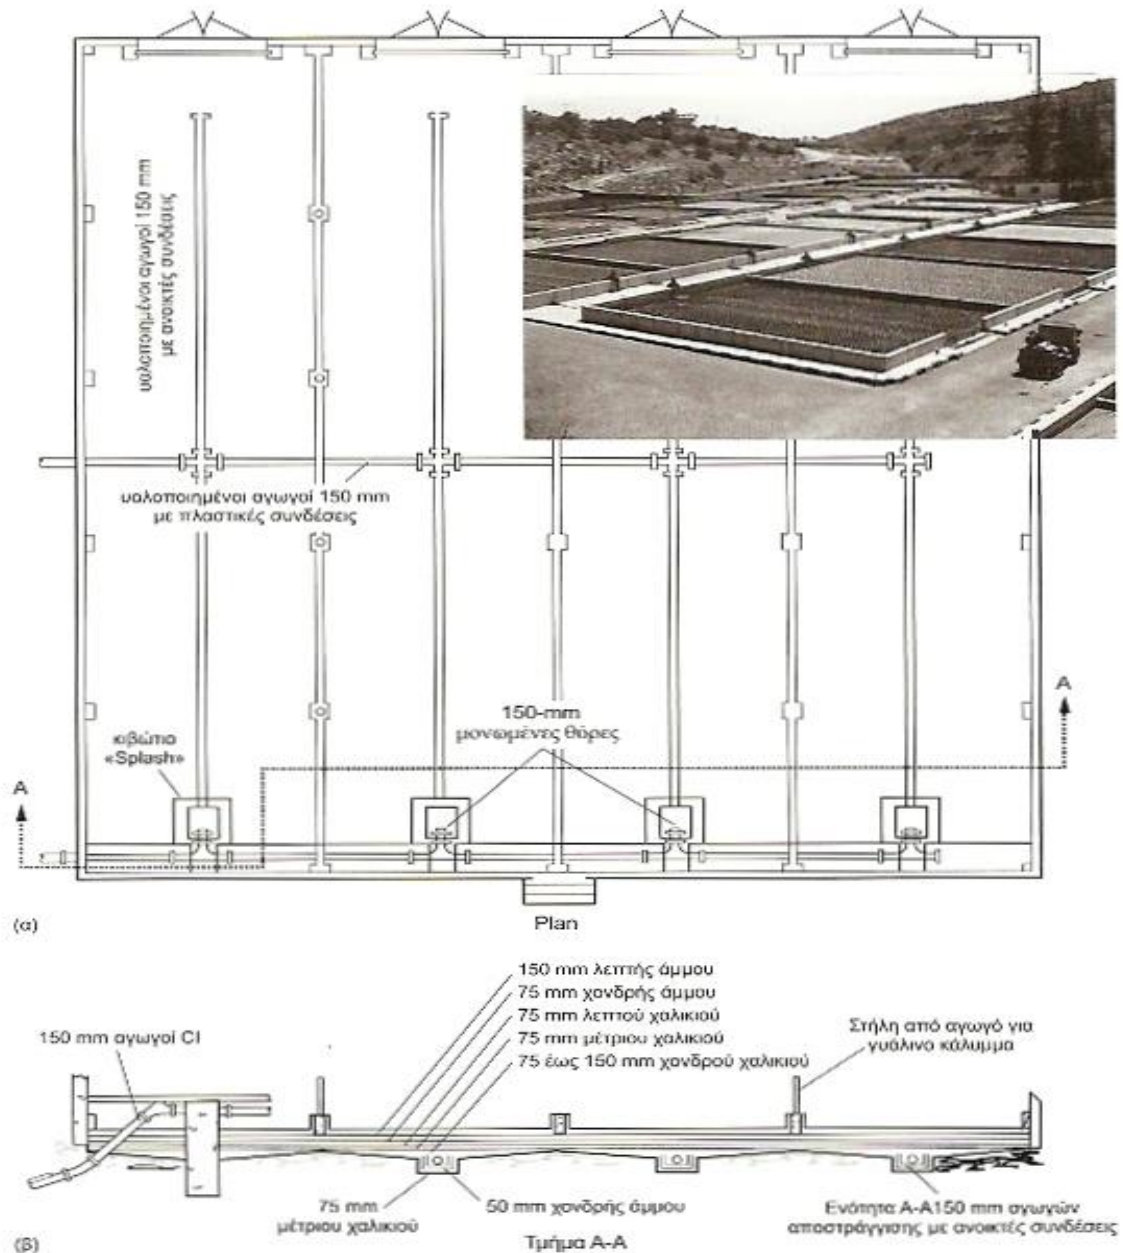 υαλοποιημένοι αγωγοί 150 mm
με ανοικτές συνδέσεις
υαλοποιημένοι αγωγοί 150 mm
με πλαστικές συνδέσεις
150-mm
μονωμένες θύρες
κιβώτιο
«Splash»
A
A
(α)
Plan
150 mm λεπτής άμμου
75 mm χονδρής άμμου
75 mm λεπτού χαλικιού
75 mm μέτριου χαλικιού
75 έως 150 mm χονδρού χαλικιού
150 mm αγωγοί CI
Στήλη από αγωγό για
γυάλινο κάλυμμα
75 mm
μέτριου χαλικιού
50 mm χονδρής άμμου
Ενότητα A-A150 mm αγωγών
αποστράγγισης με ανοικτές συνδέσεις
(β)
Τμήμα A-A